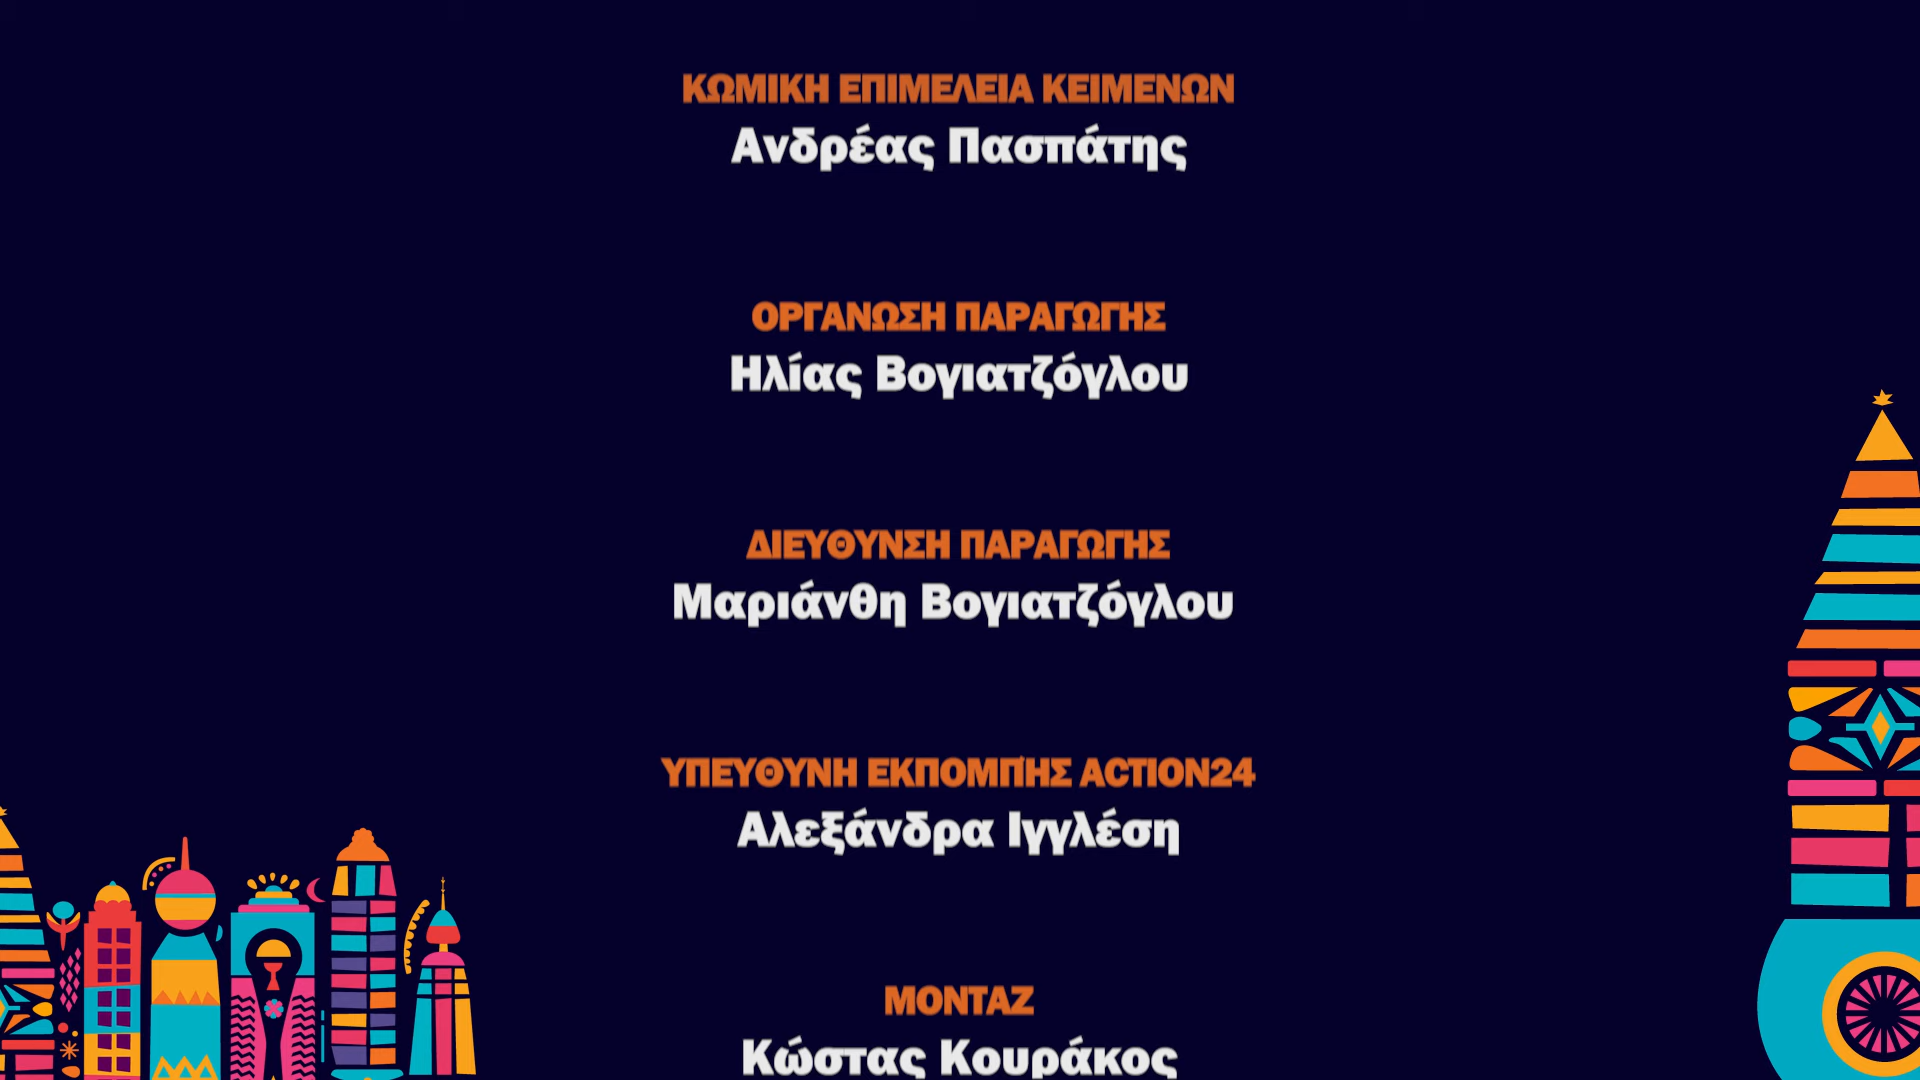 ΚΩΜΙΚΗ ΕΠΙΜΕΛΕΙΑ ΚΕΙΜΕΝΩΝ
Ανδρέας Πασπάτης
ΟΡΓΑΝΩΣΗ ΠΑΡΑΓΩΓΗΣ
Ηλίας Βογιατζόγλου
ΔΙΕΥΘΥΝΣΗ ΠΑΡΑΓΩΓΗΣ
Μαριάνθη Βογιατζόγλου
ΥΠΕΥΘΥΝΗ ΕΚΠΟΜΠΉΣ ACTION24
Αλεξάνδρα Ιγγλέση
ΜΟΝΤΑΖ
Κώστας Κουράκος